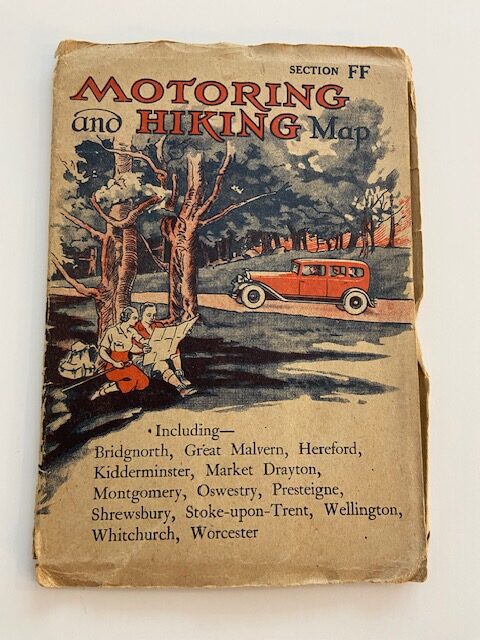 SECTION FF
MOTORING
and HIKING Map
Including—
Bridgnorth, Great Malvern, Hereford,
Kidderminster, Market Drayton,
Montgomery, Oswestry, Presteigne,
Shrewsbury, Stoke-upon-Trent, Wellington,
Whitchurch, Worcester